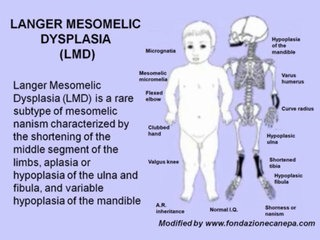 LANGER MESOMELIC
DYSPLASIA
(LMD)
Langer Mesomelic
Dysplasia (LMD) is a rare
subtype of mesomelic
nanism characterized by
the shortening of the
middle segment of the
limbs, aplasia or
hypoplasia of the ulna and
fibula, and variable
hypoplasia of the mandible
Micrognatia
Mesomelic
micromelia
Flexed
elbow
Clubbed
hand
Valgus knee
A.R.
inheritance
Normal I.Q.
Hypoplasia
of the
mandible
Varus
humerus
Curve radius
Hypoplasic
ulna
Shortened
tibia
Hypoplasic
fibula
Shorness or
nanism
Modified by www.fondazionecanepa.com